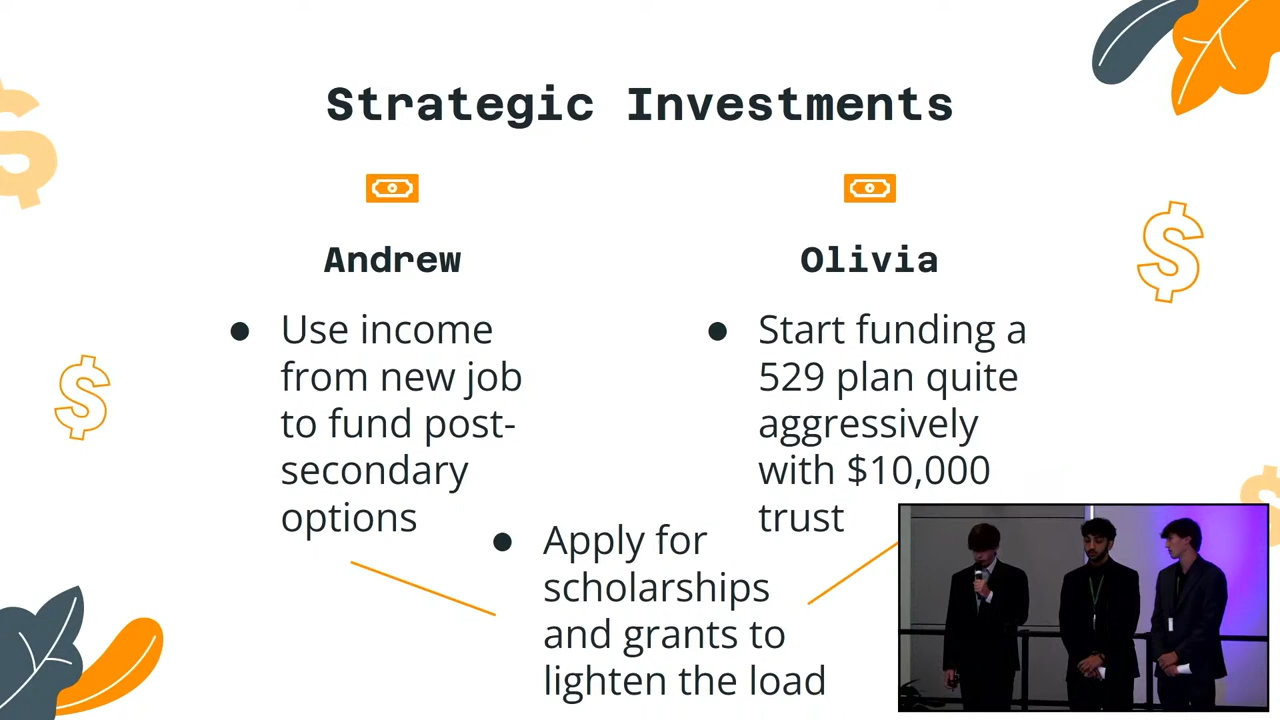 Strategic Investments
Andrew
● Use income
from new job
to fund post-
secondary
options
Olivia
● Start funding a
529 plan quite
aggressively
with $10,000
trust
● Apply for
scholarships
and grants to
lighten the load